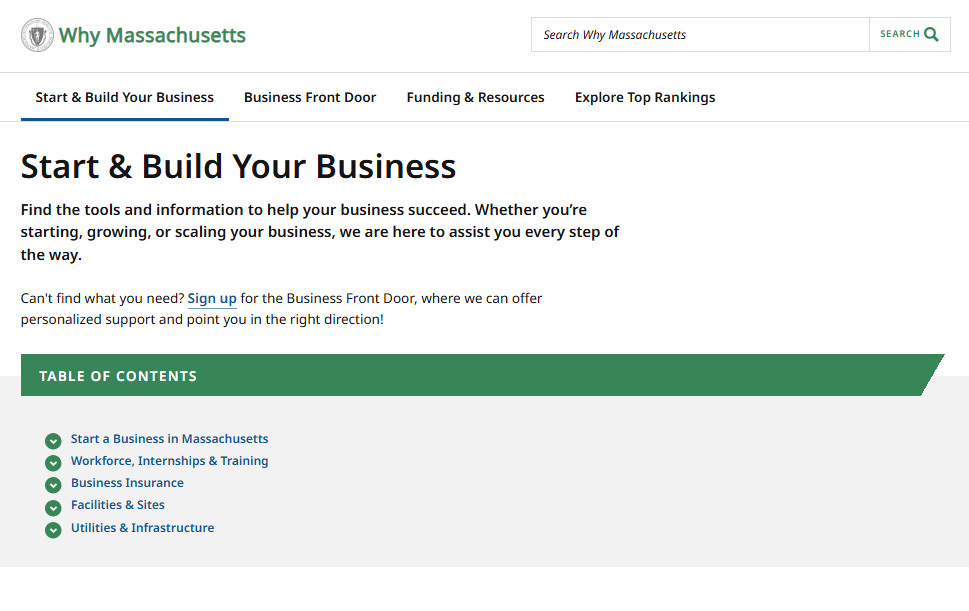 Why Massachusetts
Search Why Massachusetts
SEARCH
Start & Build Your Business
Business Front Door
Funding & Resources
Explore Top Rankings
Start & Build Your Business
Find the tools and information to help your business succeed. Whether you’re
starting, growing, or scaling your business, we are here to assist you every step of
the way.
Can't find what you need? Sign up for the Business Front Door, where we can offer
personalized support and point you in the right direction!
TABLE OF CONTENTS
Start a Business in Massachusetts
Workforce, Internships & Training
Business Insurance
Facilities & Sites
Utilities & Infrastructure